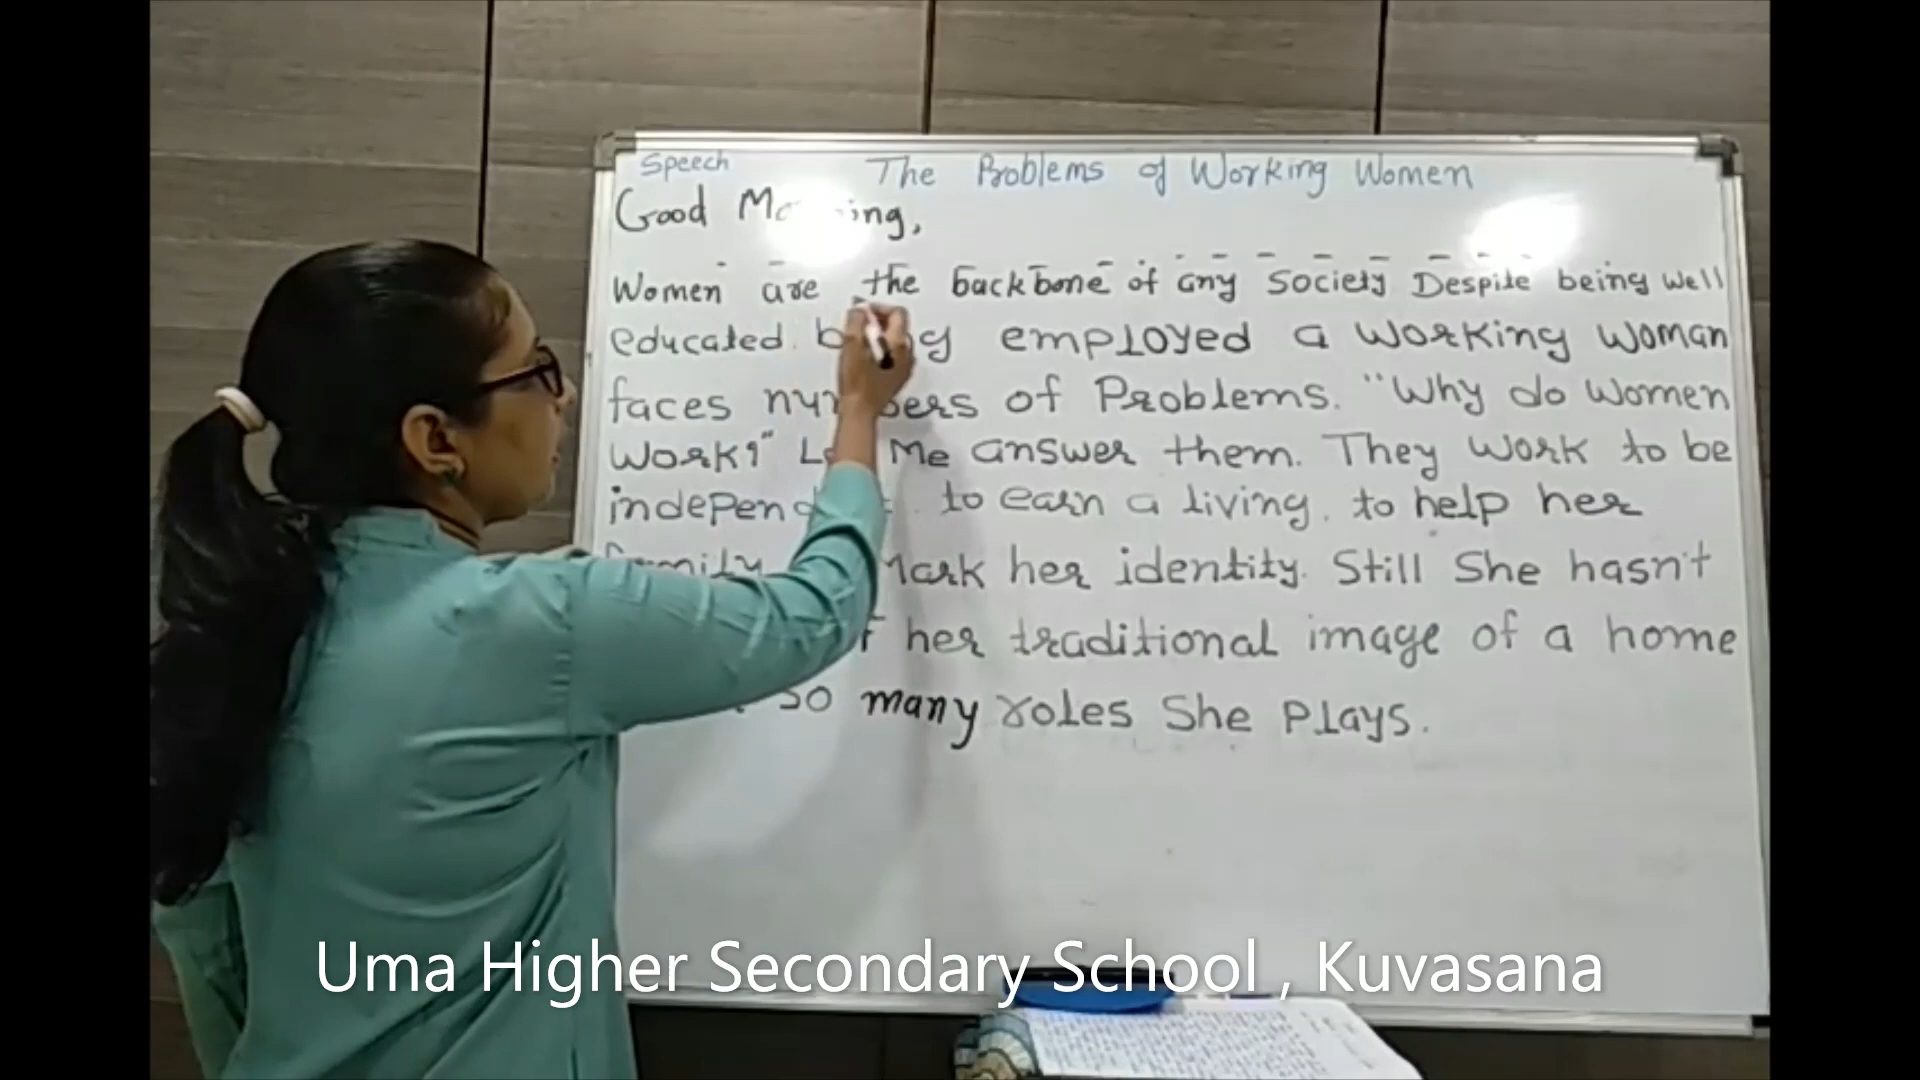 Speech The Problems of Working Women
Good
Women are the backbone of any Society Despite being well
educated employed a working woman
faces of Problems. "Why do women
work?" Me answer them. They work to be
to earn a living, to help her
Mark her identity. Still She hasn't
her traditional image of a home
So many roles She Plays.
Uma Higher Secondary School , Kuvasana